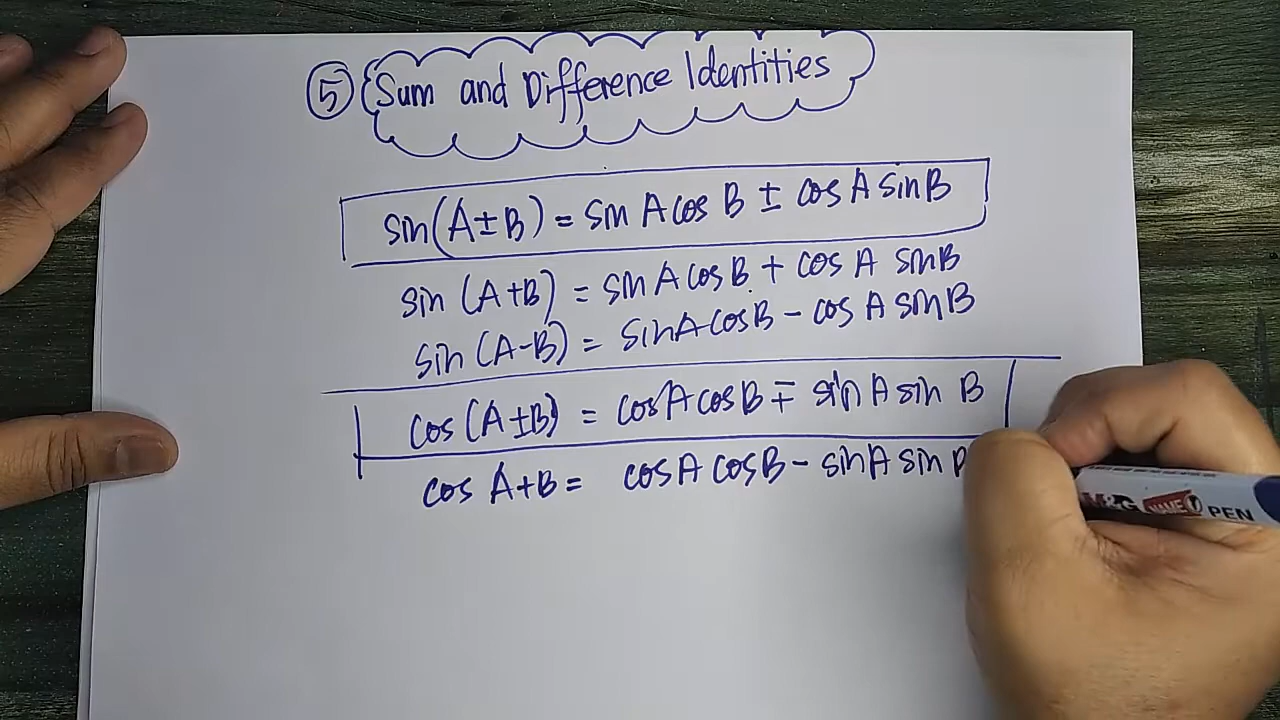 ⑤ Sum and Difference Identities
sin(A±B) = sin A cos B ± cos A sin B
sin (A+B) = sin A cos B + cos A sin B
sin (A-B) = sin A cos B - cos A sin B
cos (A±B) = cos A cos B ∓ sin A sin B
cos A+B = cos A cos B - sin A sin
M&G PEN